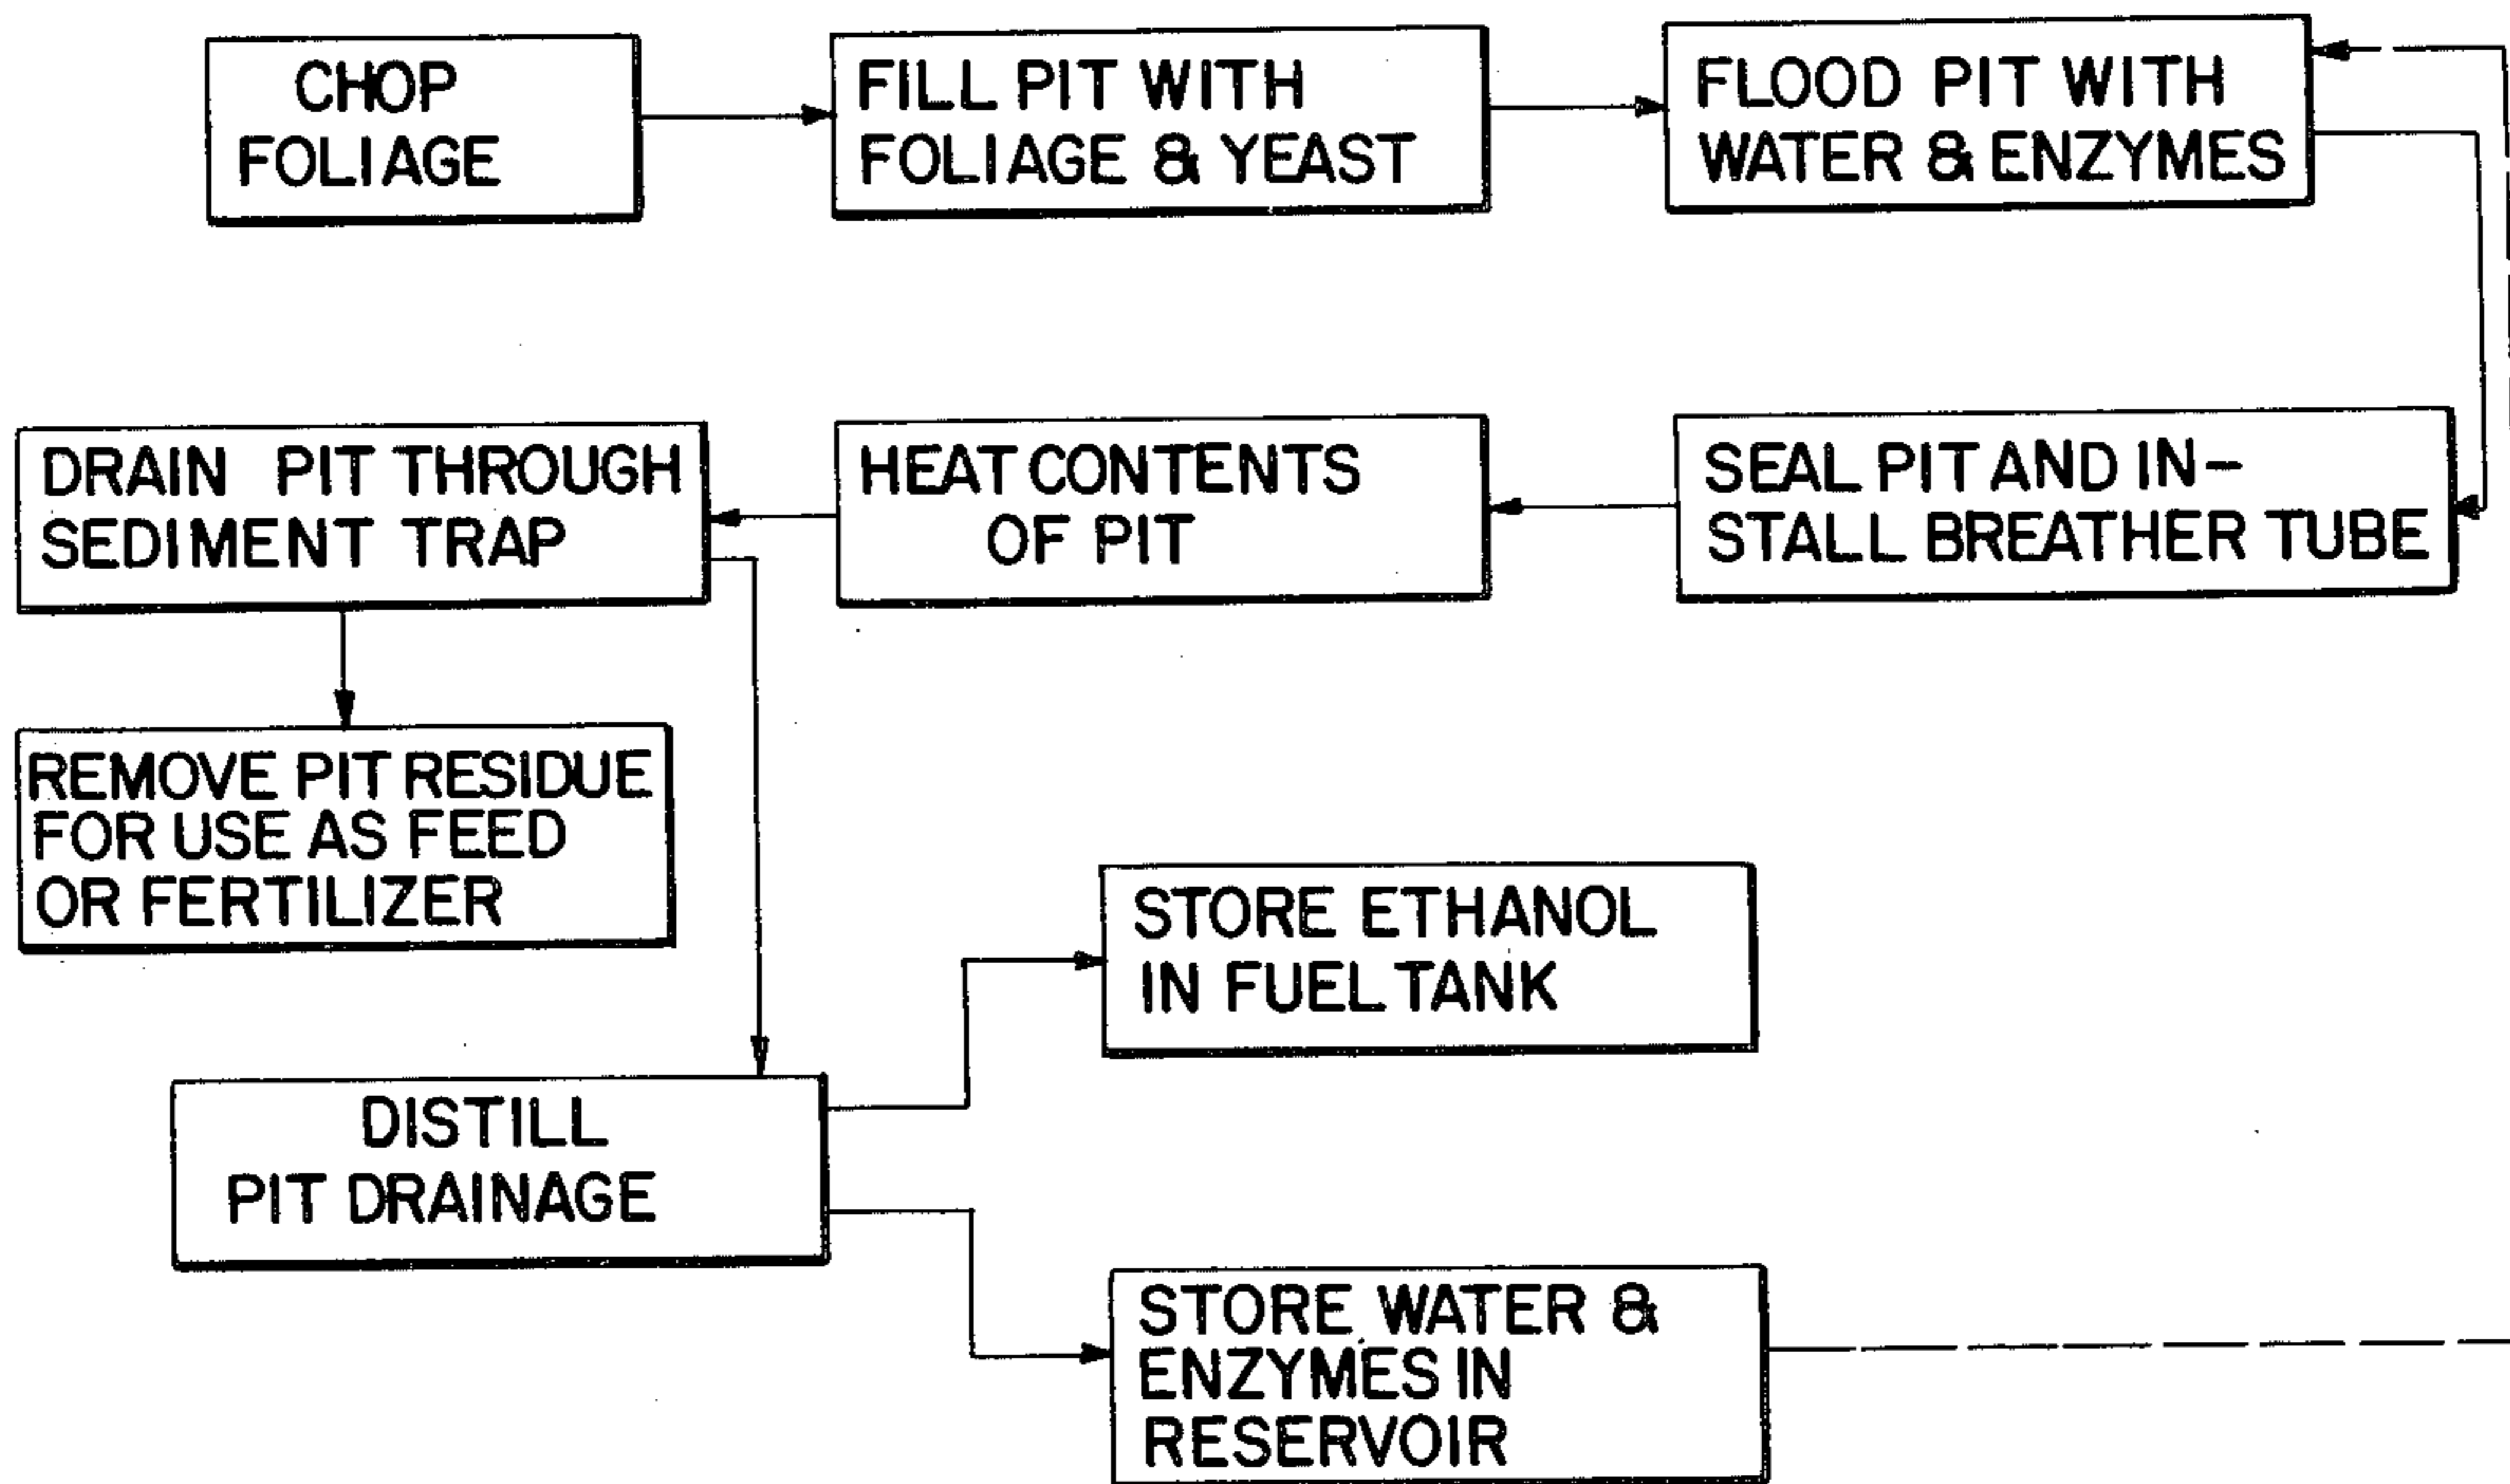 CHOP
FOLIAGE
FILL PIT WITH
FOLIAGE & YEAST
FLOOD PIT WITH
WATER & ENZYMES
SEAL PIT AND IN-
STALL BREATHER TUBE
HEAT CONTENTS
OF PIT
DRAIN PIT THROUGH
SEDIMENT TRAP
REMOVE PIT RESIDUE
FOR USE AS FEED
OR FERTILIZER
DISTILL
PIT DRAINAGE
STORE ETHANOL
IN FUEL TANK
STORE WATER &
ENZYMES IN
RESERVOIR